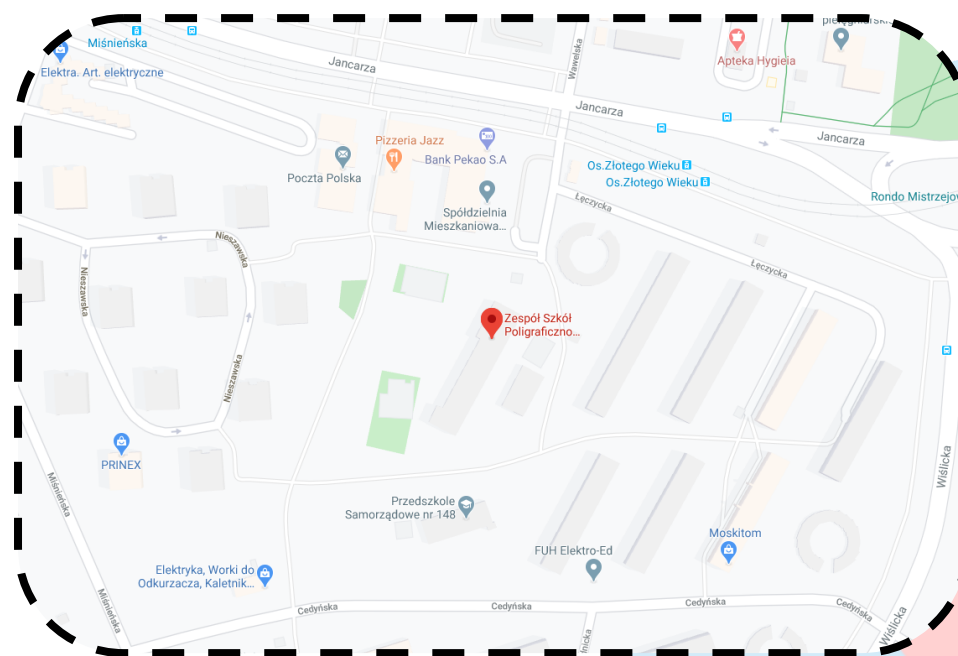 pielęgniarski
Miśnieńska
Elektra. Art. elektryczne
Jancarza
Wawelska
Apteka Hygieia
Jancarza
Jancarza
Pizzeria Jazz
Bank Pekao S.A
Poczta Polska
Os.Złotego Wieku
Os.Złotego Wieku
Rondo Mistrzejow
Spółdzielnia
Mieszkaniowa...
Łęczycka
Nieszawska
Łęczycka
Nieszawska
Zespół Szkół
Poligraficzno...
Nieszawska
PRINEX
Miśnieńska
Wiślicka
Przedszkole
Samorządowe nr 148
Moskitom
FUH Elektro-Ed
Elektryka, Worki do
Odkurzacza, Kaletnik...
Miśnieńska
Cedyńska
Cedyńska
Cedyńska
Cedyńska
Wiślicka